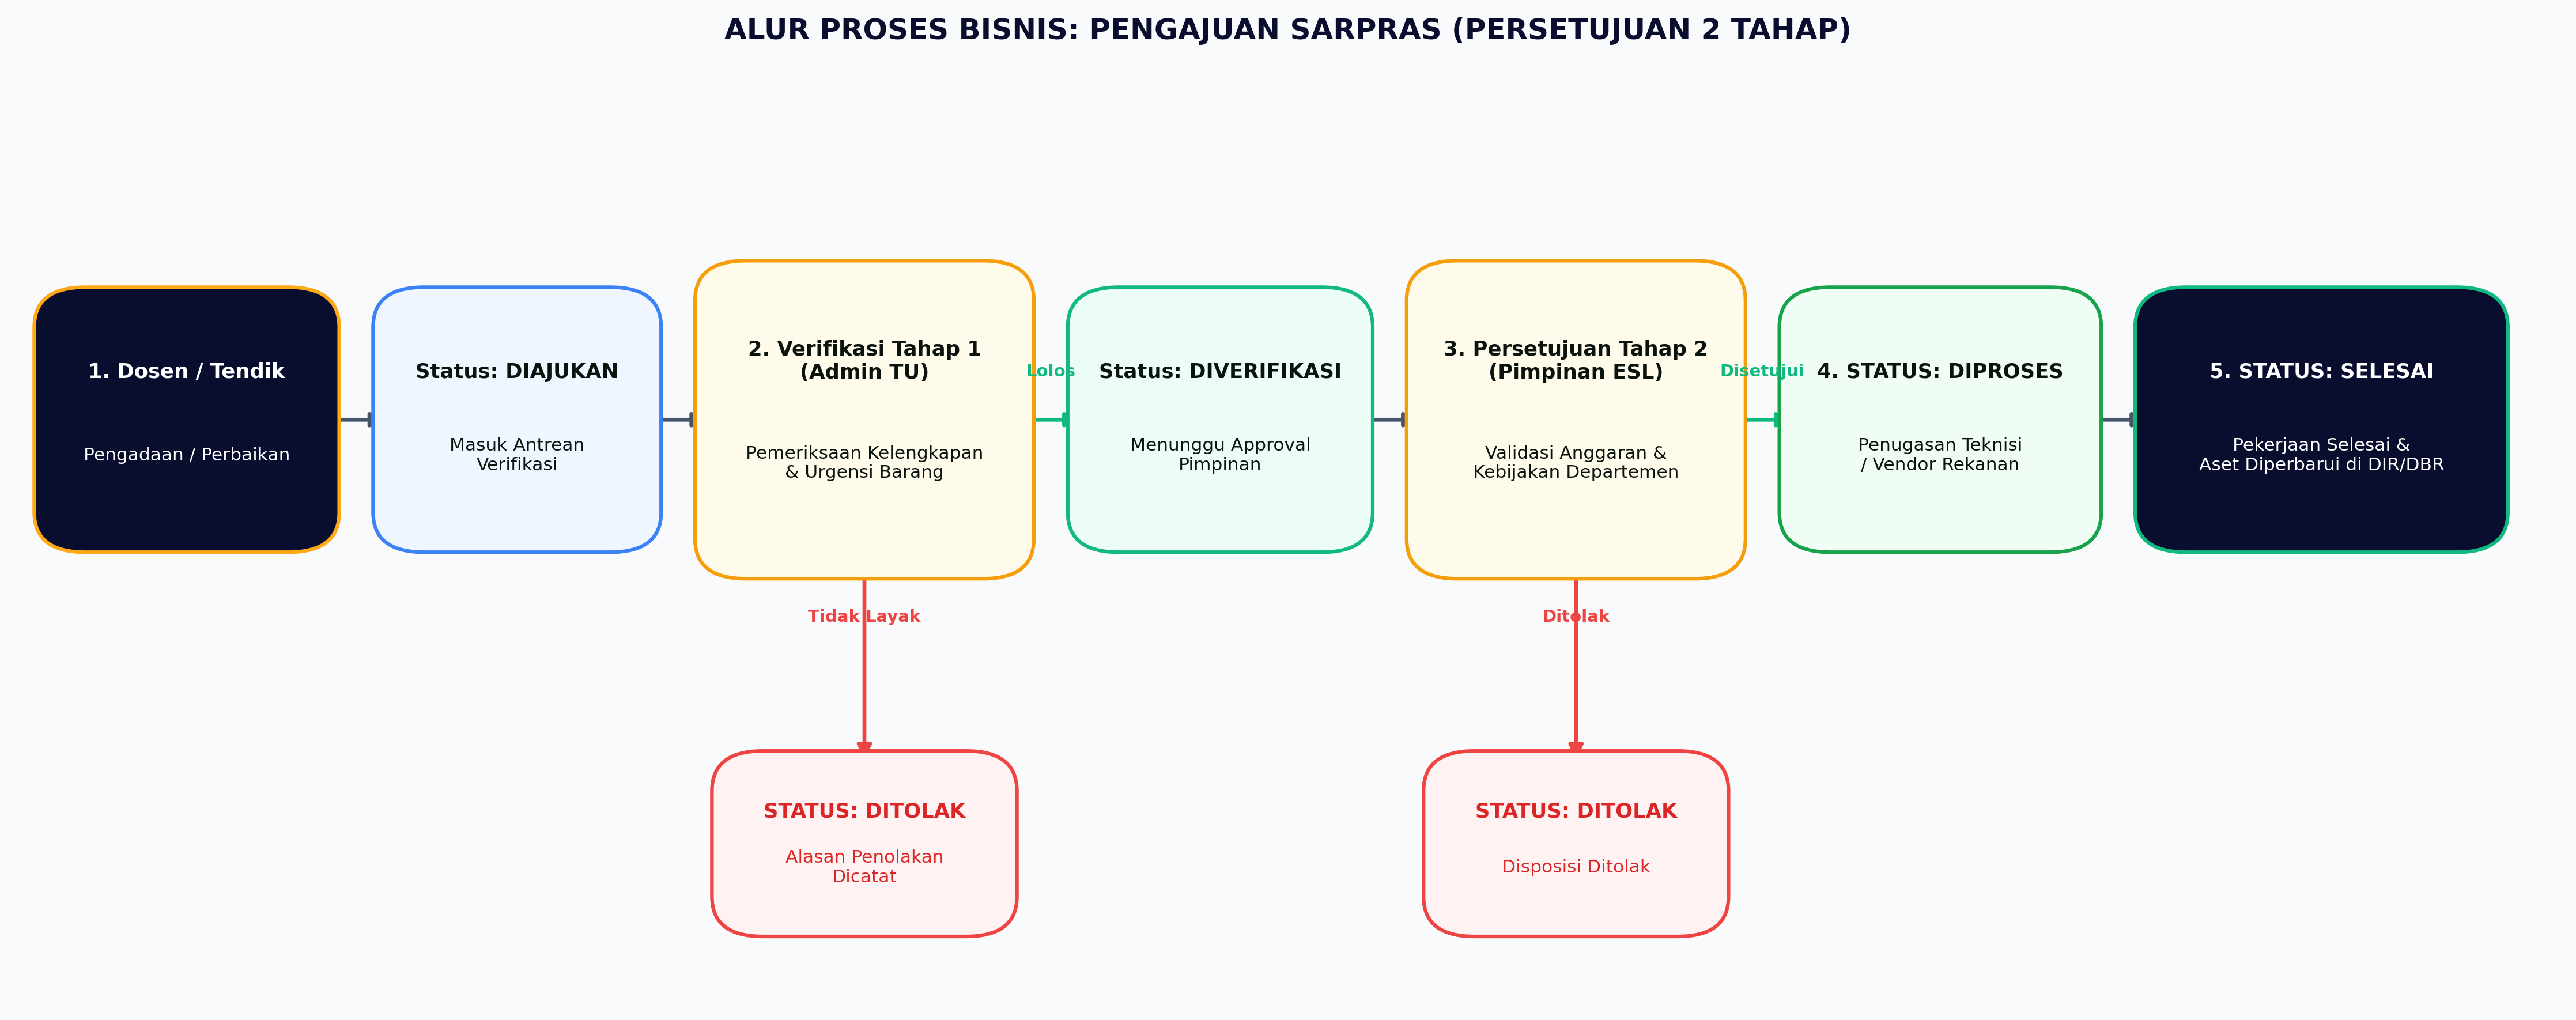 ALUR PROSES BISNIS: PENGAJUAN SARPRAS (PERSETUJUAN 2 TAHAP)
1. Dosen / Tendik
Pengadaan / Perbaikan
Status: DIAJUKAN
Masuk Antrean
Verifikasi
2. Verifikasi Tahap 1
(Admin TU)
Pemeriksaan Kelengkapan
& Urgensi Barang
Lolos
Status: DIVERIFIKASI
Menunggu Approval
Pimpinan
3. Persetujuan Tahap 2
(Pimpinan ESL)
Validasi Anggaran &
Kebijakan Departemen
Disetujui
4. STATUS: DIPROSES
Penugasan Teknisi
/ Vendor Rekanan
5. STATUS: SELESAI
Pekerjaan Selesai &
Aset Diperbarui di DIR/DBR
Tidak Layak
STATUS: DITOLAK
Alasan Penolakan
Dicatat
Ditolak
STATUS: DITOLAK
Disposisi Ditolak